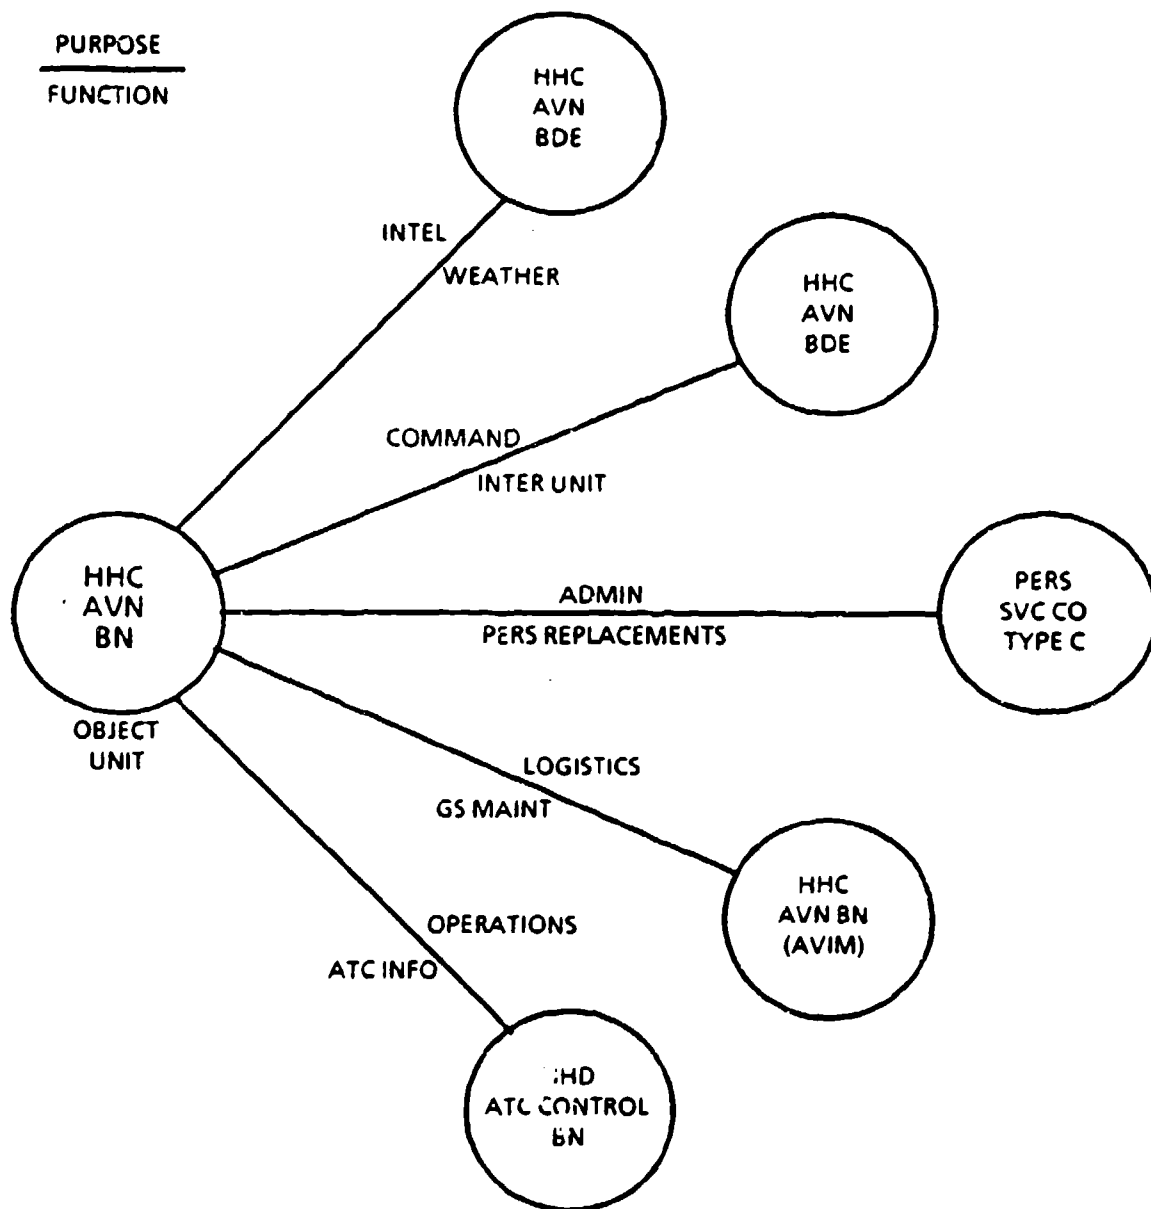 PURPOSE
FUNCTION
HHC
AVN
BDE
INTEL
WEATHER
HHC
AVN
BDE
COMMAND
INTER UNIT
HHC
AVN
BN
OBJECT
UNIT
ADMIN
PERS REPLACEMENTS
PERS
SVC CO
TYPE C
LOGISTICS
GS MAINT
HHC
AVN BN
(AVIM)
OPERATIONS
ATC INFO
ATC CONTROL
BN